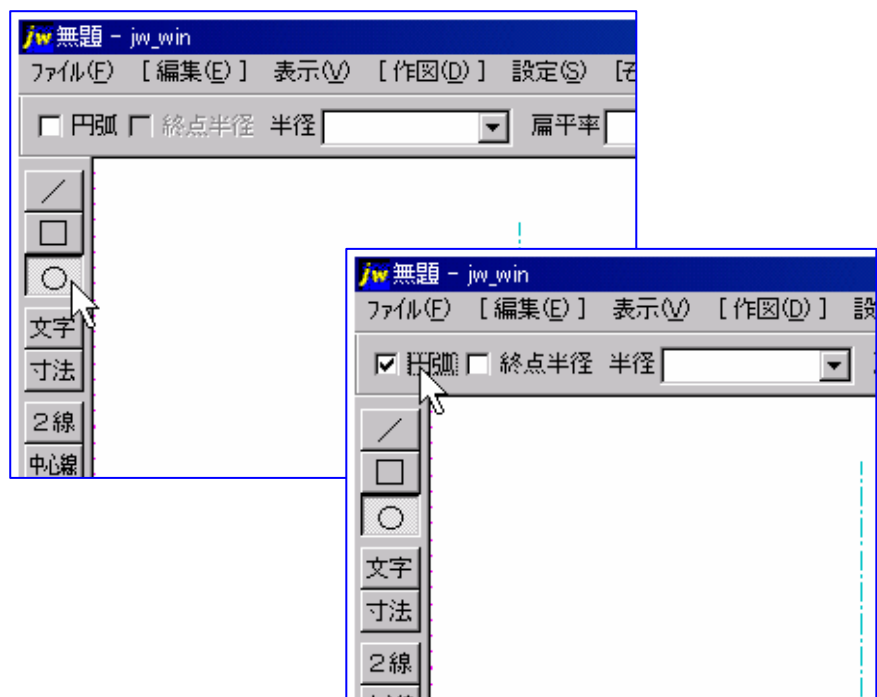 jw 無題 - jw_win
ファイル(F) [ 編集(E) ] 表示(V) [ 作図(D) ] 設定(S)
円弧 終点半径 半径 扁平率
文字
寸法
2線
中心線
jw 無題 - jw_win
ファイル(F) [ 編集(E) ] 表示(V) [ 作図(D) ]
円弧 終点半径 半径
文字
寸法
2線